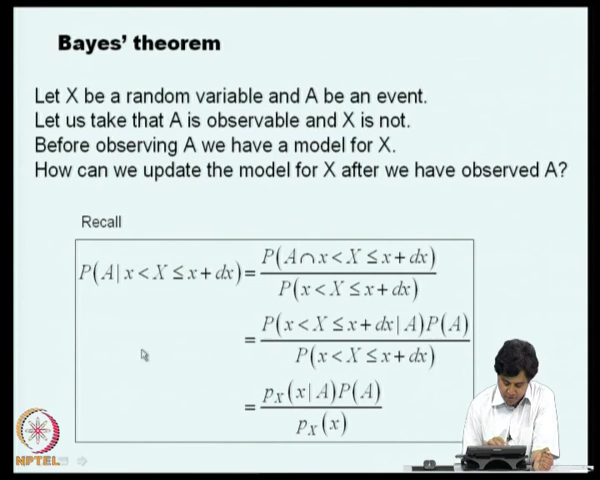 Bayes' theorem
Let X be a random variable and A be an event.
Let us take that A is observable and X is not.
Before observing A we have a model for X.
How can we update the model for X after we have observed A?
Recall
P(A|x<X≤x+dx)= P(A∩x<X≤x+dx) / P(x<X≤x+dx)
= P(x<X≤x+dx|A)P(A) / P(x<X≤x+dx)
= p_X(x|A)P(A) / p_X(x)
NPTEL